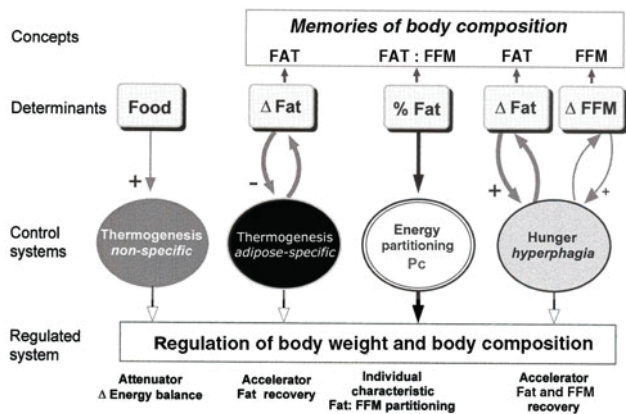 Concepts
Memories of body composition
FAT FAT : FFM FAT FFM
Determinants
Food
Δ Fat
% Fat
Δ Fat
Δ FFM
+
-
+
+
Control
systems
Thermogenesis
non-specific
Thermogenesis
adipose-specific
Energy
partitioning
Pc
Hunger
hyperphagia
Regulated
system
Regulation of body weight and body composition
Attenuator
Δ Energy balance
Accelerator
Fat recovery
Individual
characteristic
Fat: FFM partitioning
Accelerator
Fat and FFM
recovery